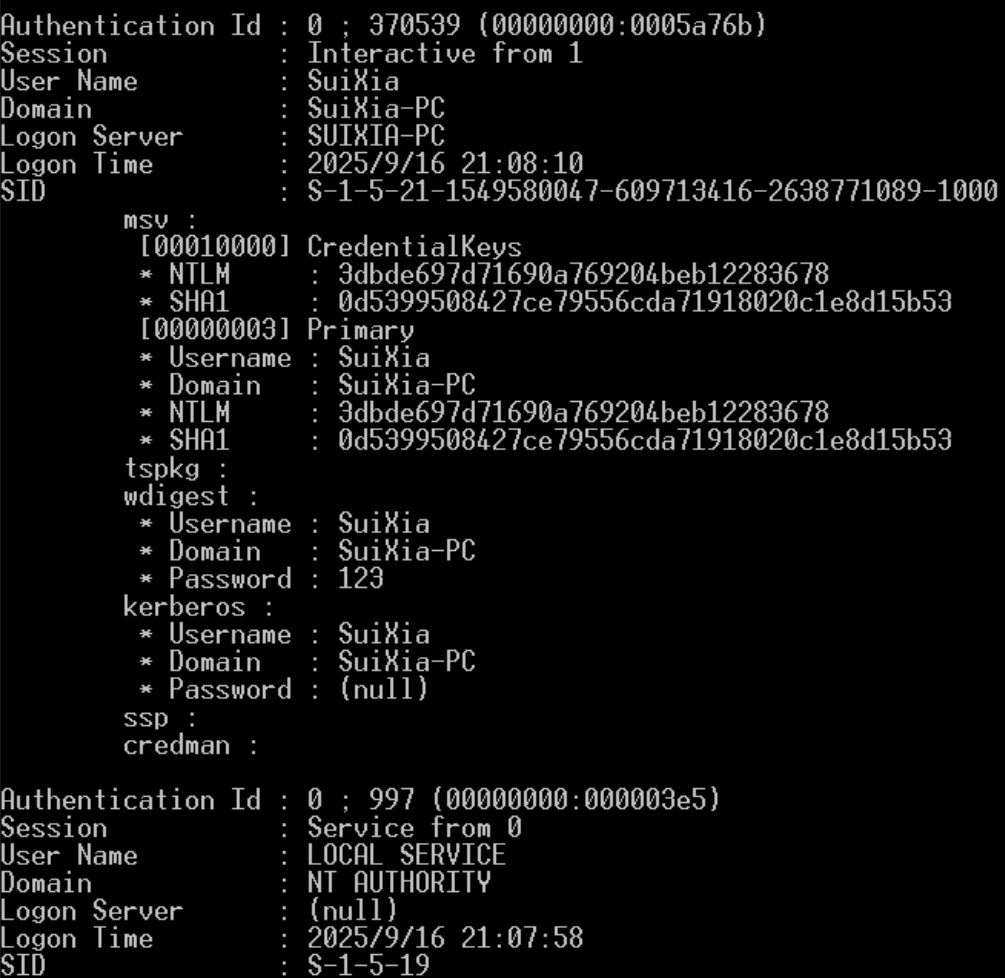 Authentication Id : 0 ; 370539 (00000000:0005a76b)
Session           : Interactive from 1
User Name         : SuiXia
Domain            : SuiXia-PC
Logon Server      : SUIXIA-PC
Logon Time        : 2025/9/16 21:08:10
SID               : S-1-5-21-1549580047-609713416-2638771089-1000
        msv :
         [00010000] CredentialKeys
         * NTLM     : 3dbde697d71690a769204beb12283678
         * SHA1     : 0d5399508427ce79556cda71918020c1e8d15b53
         [00000003] Primary
         * Username : SuiXia
         * Domain   : SuiXia-PC
         * NTLM     : 3dbde697d71690a769204beb12283678
         * SHA1     : 0d5399508427ce79556cda71918020c1e8d15b53
        tspkg :
        wdigest :
         * Username : SuiXia
         * Domain   : SuiXia-PC
         * Password : 123
        kerberos :
         * Username : SuiXia
         * Domain   : SuiXia-PC
         * Password : (null)
        ssp :
        credman :

Authentication Id : 0 ; 997 (00000000:000003e5)
Session           : Service from 0
User Name         : LOCAL SERVICE
Domain            : NT AUTHORITY
Logon Server      : (null)
Logon Time        : 2025/9/16 21:07:58
SID               : S-1-5-19